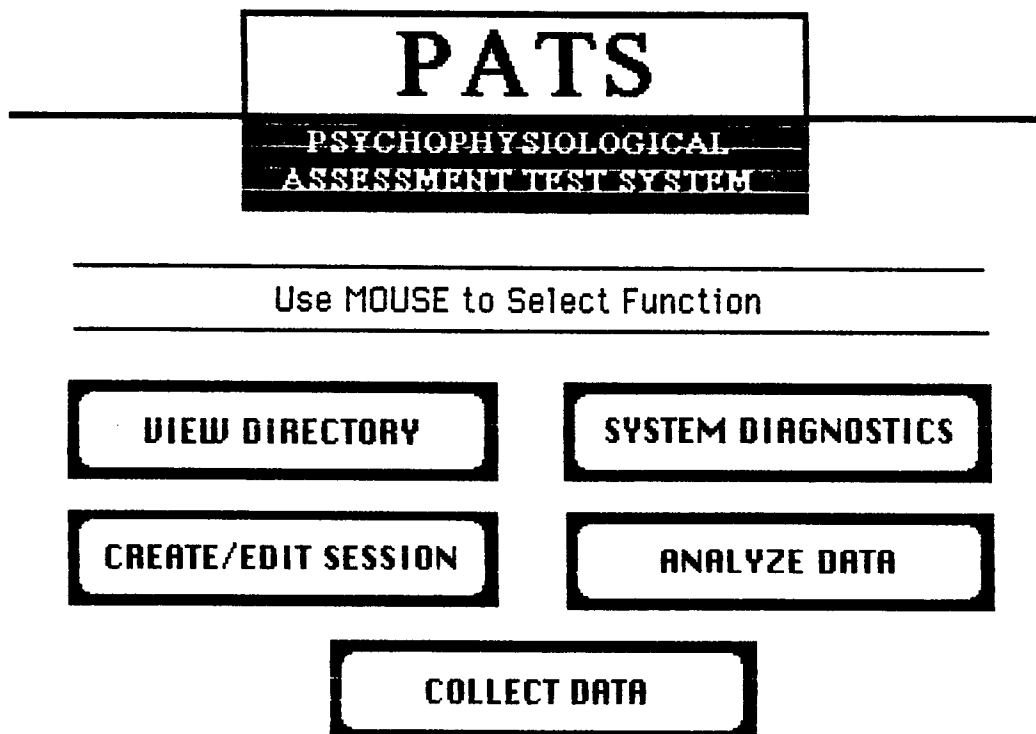 PATS
PSYCHOPHYSIOLOGICAL
ASSESSMENT TEST SYSTEM
Use MOUSE to Select Function
VIEW DIRECTORY
SYSTEM DIAGNOSTICS
CREATE/EDIT SESSION
ANALYZE DATA
COLLECT DATA